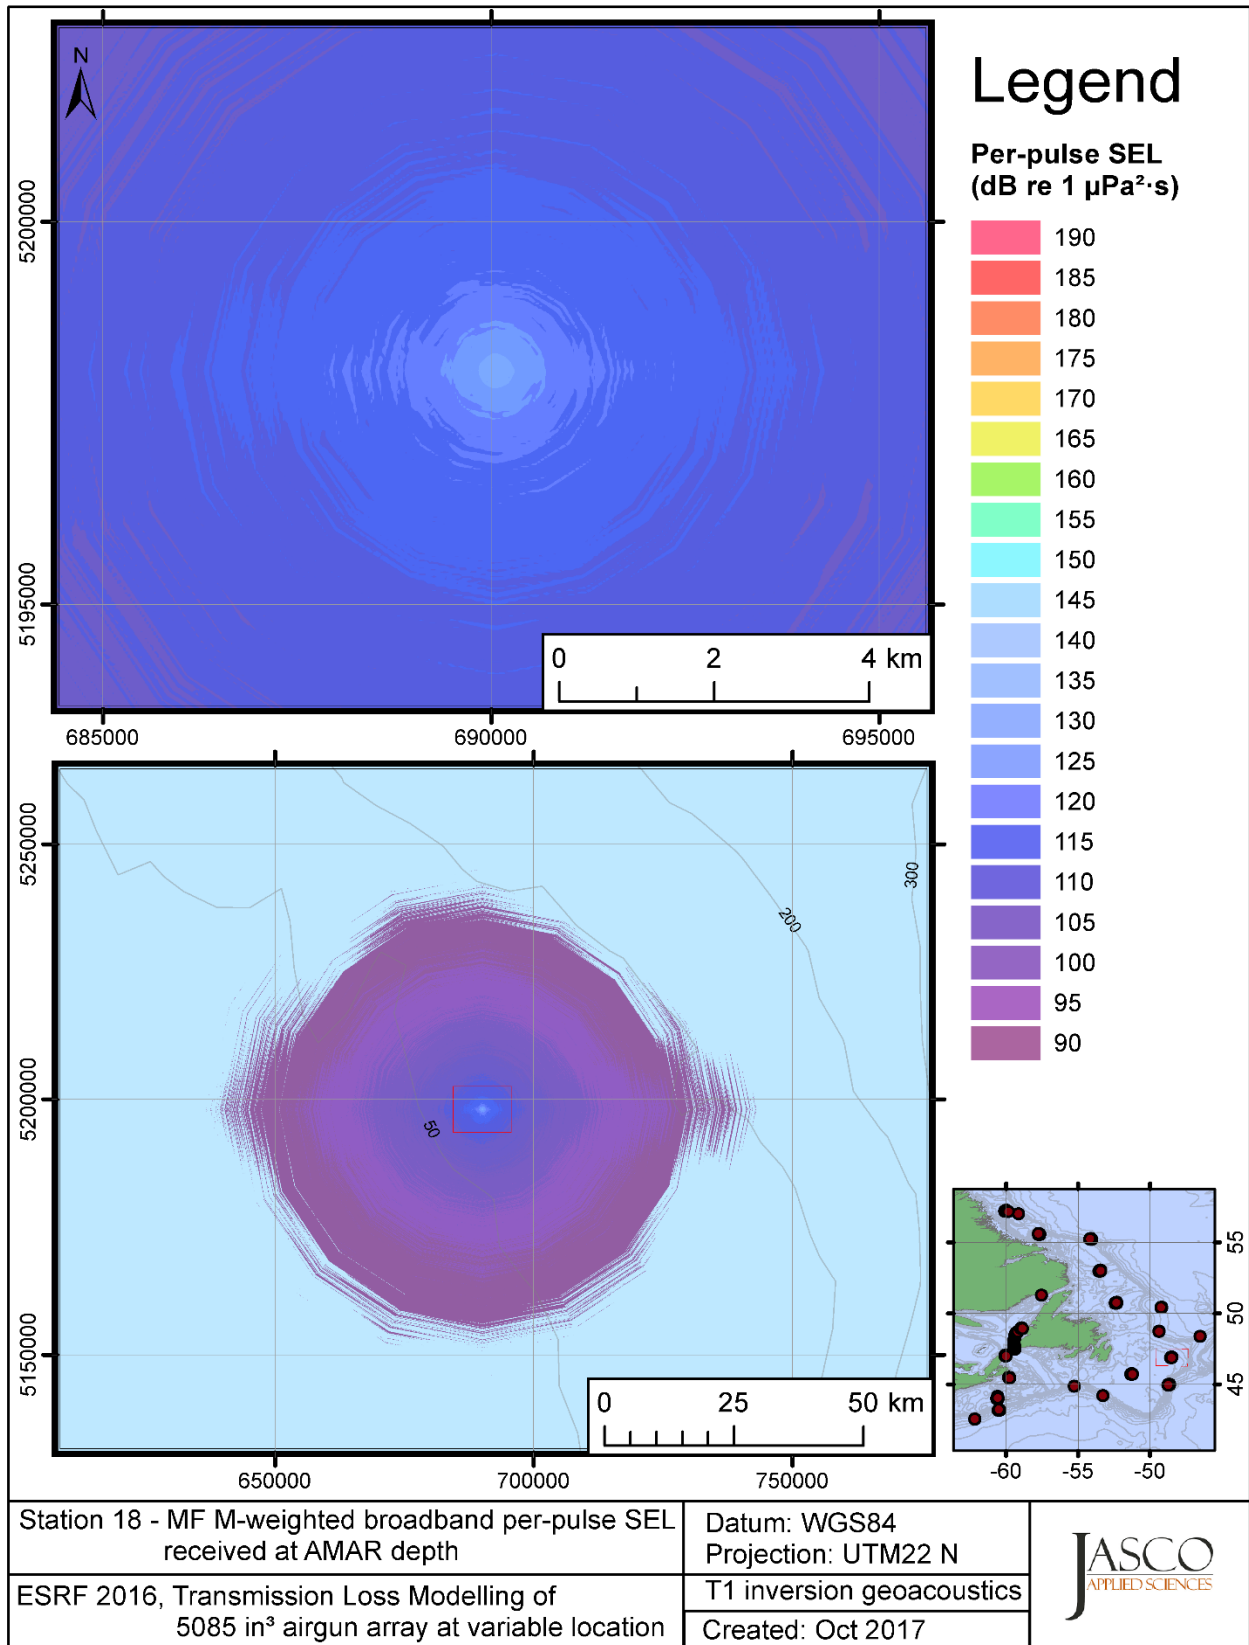 N
5200000
5195000
0 2 4 km
685000 690000 695000
Legend
Per-pulse SEL
(dB re 1 µPa²·s)
190
185
180
175
170
165
160
155
150
145
140
135
130
125
120
115
110
105
100
95
90
5250000
5200000
5150000
300
200
50
0 25 50 km
650000 700000 750000
55
50
45
-60 -55 -50
Station 18 - MF M-weighted broadband per-pulse SEL
received at AMAR depth
ESRF 2016, Transmission Loss Modelling of
5085 in³ airgun array at variable location
Datum: WGS84
Projection: UTM22 N
T1 inversion geoacoustics
Created: Oct 2017
JASCO
APPLIED SCIENCES